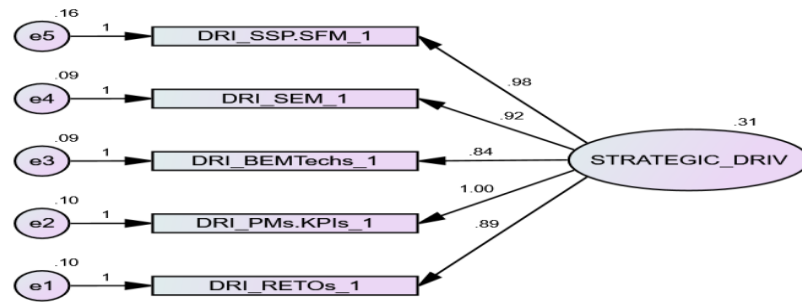 .16
e5 1 DRI_SSP.SFM_1
.98
.09
e4 1 DRI_SEM_1
.92
.31
.09
e3 1 DRI_BEMTechs_1
.84
STRATEGIC_DRIV
.10
e2 1 DRI_PMs.KPIs_1
1.00
.89
.10
e1 1 DRI_RETOs_1